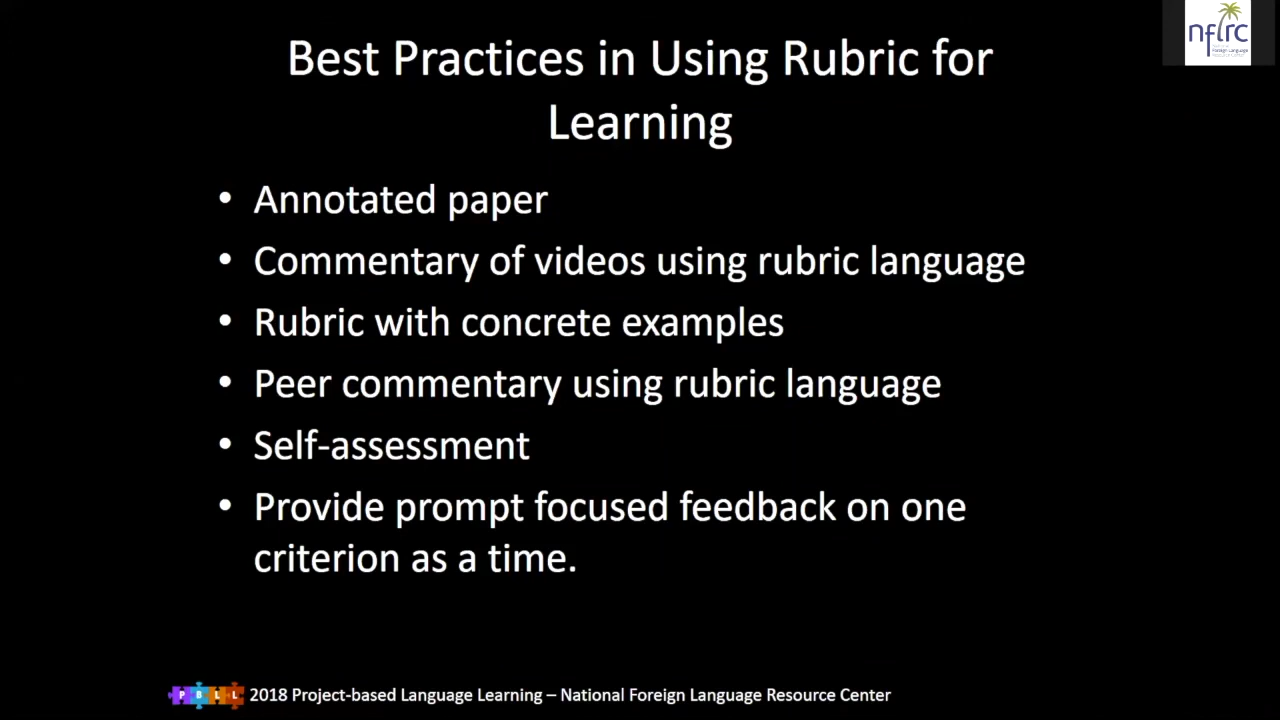 nflrc
Foreign Language
Best Practices in Using Rubric for
Learning
• Annotated paper
• Commentary of videos using rubric language
• Rubric with concrete examples
• Peer commentary using rubric language
• Self-assessment
• Provide prompt focused feedback on one
criterion as a time.
P B L L 2018 Project-based Language Learning – National Foreign Language Resource Center